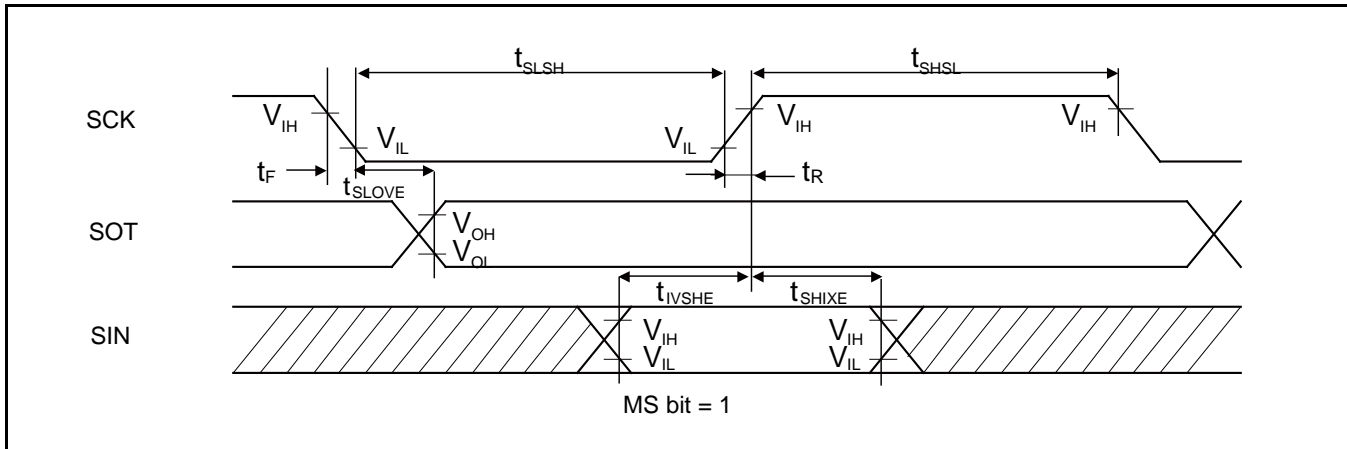 tSLSH
tSHSL
SCK
VIH
VIL
VIL
VIH
VIH
tF
tSLOVE
tR
SOT
VOH
VOL
tIVSHE
tSHIXE
SIN
VIH
VIL
VIH
VIL
MS bit = 1